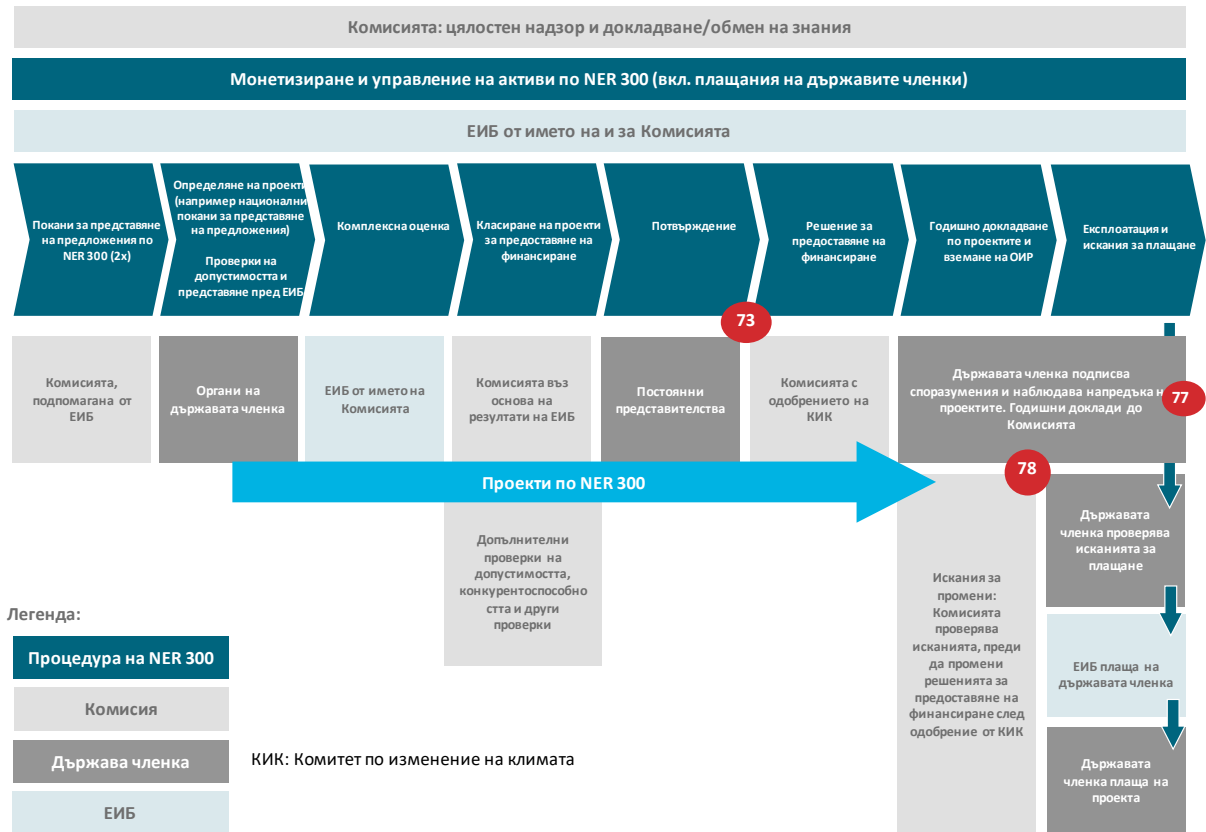 Комисията: цялостен надзор и докладване/обмен на знания
Монетизиране и управление на активи по NER 300 (вкл. плащания на държавите членки)
ЕИБ от името на и за Комисията
Покани за представяне
на предложения по
NER 300 (2x)
Определяне на проекти
(например национални
покани за представяне
на предложения)
Проверки на
допустимостта и
представяне пред ЕИБ
Комплексна оценка
Класиране на проекти
за предоставяне на
финансиране
Потвърждение
Решение за
предоставяне на
финансиране
Годишно докладване
по проектите и
вземане на ОИР
Експлоатация и
искания за плащане
73
Комисията,
подпомагана от
ЕИБ
Органи на
държавата членка
ЕИБ от името на
Комисията
Комисията въз
основа на
резултати на ЕИБ
Постоянни
представителства
Комисията с
одобрението на
КИК
Държавата членка подписва
споразумения и наблюдава напредъка н
проектите. Годишни доклади до
Комисията
77
78
Проекти по NER 300
Допълнителни
проверки на
допустимостта,
конкурентоспособно
стта и други
проверки
Искания за
промени:
Комисията
проверява
исканията, преди
да промени
решенията за
предоставяне на
финансиране след
одобрение от КИК
Държавата
членка проверява
исканията за
плащане
ЕИБ плаща на
държавата членка
Държавата
членка плаща на
проекта
Легенда:
Процедура на NER 300
Комисия
Държава членка
ЕИБ
КИК: Комитет по изменение на климата